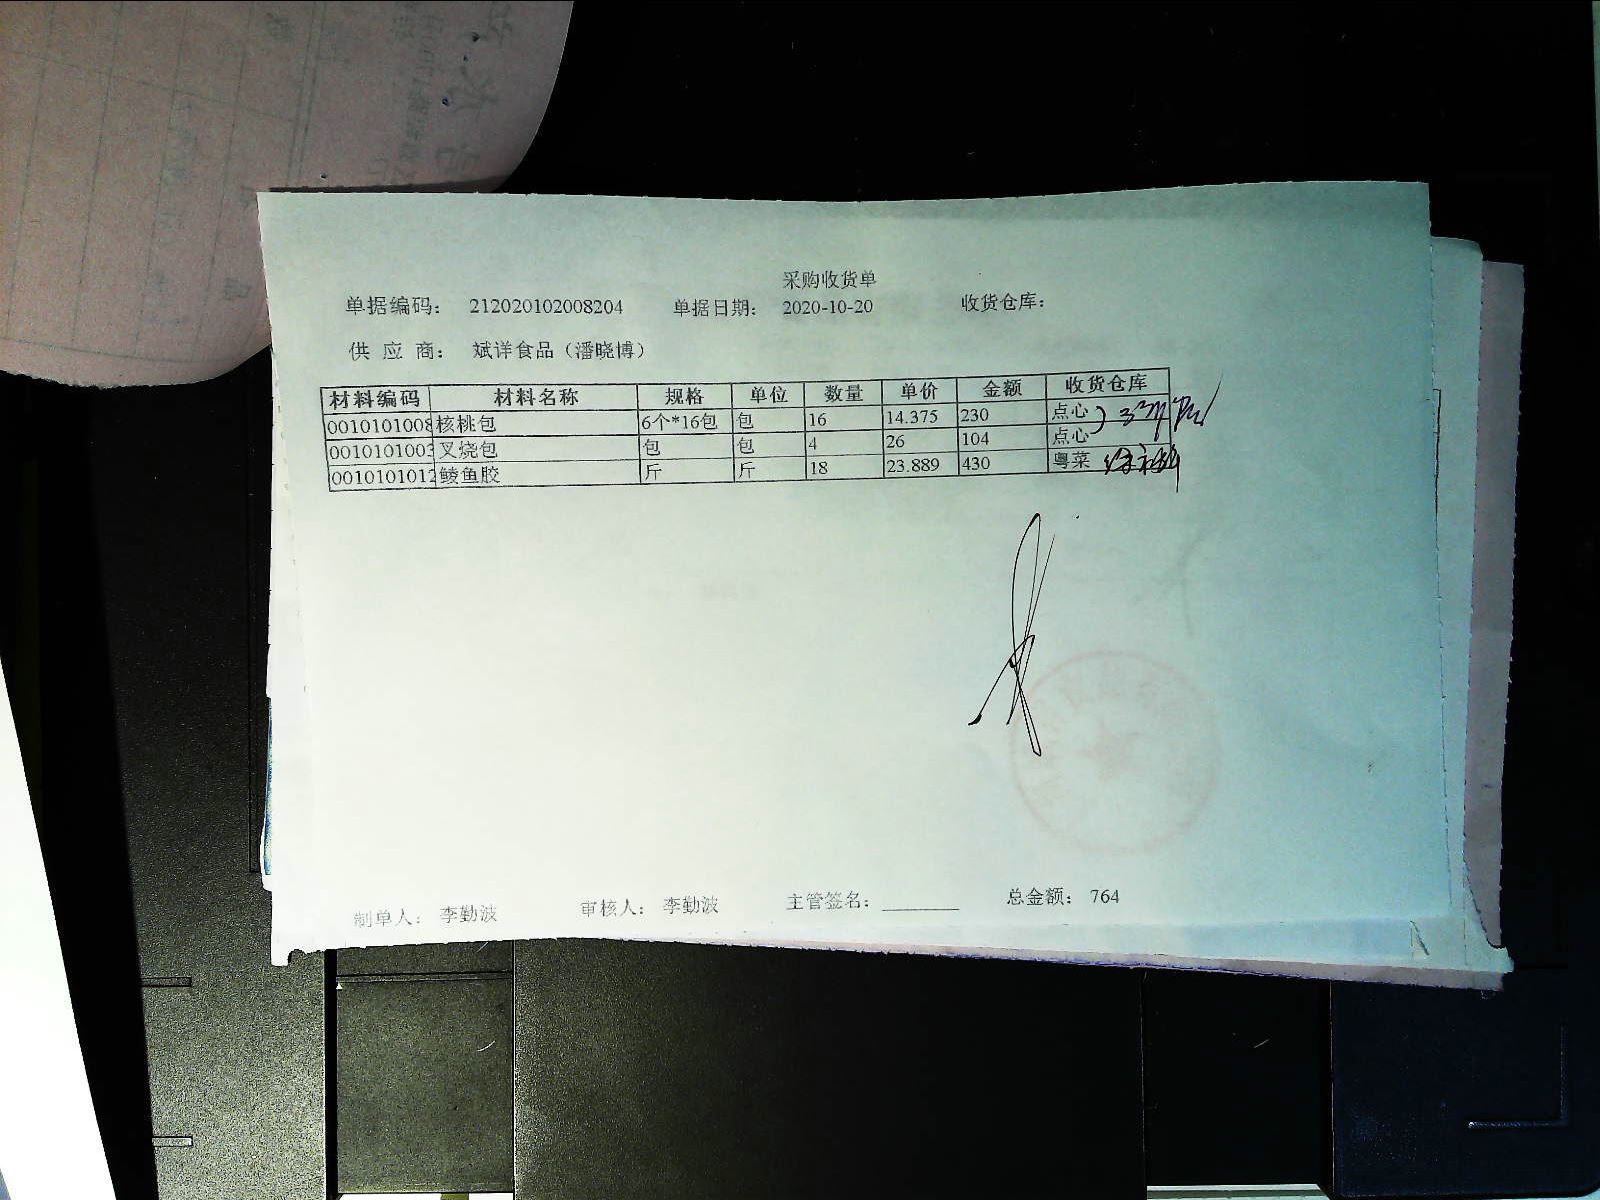 采购收货单
单据编码： 212020102008204 单据日期： 2020-10-20 收货仓库：
供 应 商： 斌洋食品（潘晓博）
材料编码 材料名称 规格 单位 数量 单价 金额 收货仓库
0010101008 核桃包 6个*16包 包 16 14.375 230 点心
0010101003 叉烧包 包 包 4 26 104 点心
0010101012 鲮鱼胶 斤 斤 18 23.889 430 粤菜
制单人： 李勤波 审核人： 李勤波 主管签名： 总金额： 764